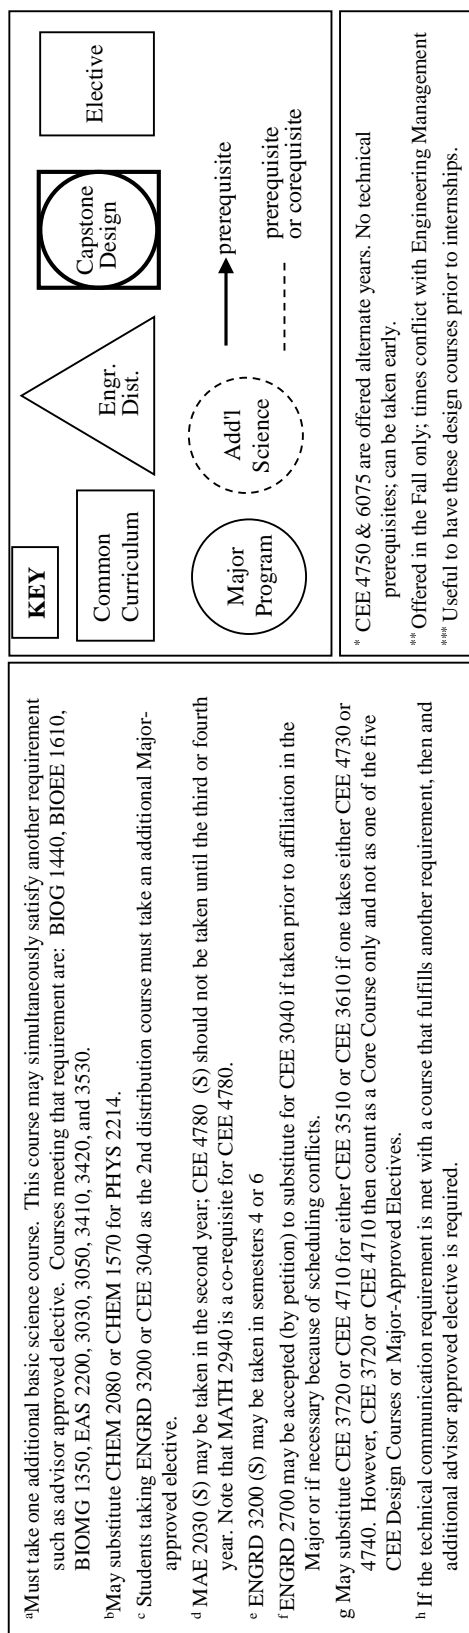 ᵃMust take one additional basic science course.  This course may simultaneously satisfy another requirement
such as advisor approved elective.  Courses meeting that requirement are:  BIOG 1440, BIOEE 1610,
BIOMG 1350, EAS 2200, 3030, 3050, 3410, 3420, and 3530.
ᵇMay substitute CHEM 2080 or CHEM 1570 for PHYS 2214.
ᶜ Students taking ENGRD 3200 or CEE 3040 as the 2nd distribution course must take an additional Major-
approved elective.
ᵈ MAE 2030 (S) may be taken in the second year; CEE 4780  (S) should not be taken until the third or fourth
year. Note that MATH 2940 is a co-requisite for CEE 4780.
ᵉ ENGRD 3200 (S) may be taken in semesters 4 or 6
ᶠ ENGRD 2700 may be accepted (by petition) to substitute for CEE 3040 if taken prior to affiliation in the
Major or if necessary because of scheduling conflicts.
g May substitute CEE 3720 or CEE 4710 for either CEE 3510 or CEE 3610 if one takes either CEE 4730 or
4740.  However, CEE 3720 or CEE 4710 then count as a Core Course only and not as one of the five
CEE Design Courses or Major-Approved Electives.
ʰ If the technical communication requirement is met with a course that fulfills another requirement, then and
additional advisor approved elective is required.
KEY
Common
Curriculum
Engr.
Dist.
Capstone
Design
Elective
Major
Program
Add'l
Science
prerequisite
prerequisite
or corequisite
* CEE 4750 & 6075 are offered alternate years. No technical
prerequisites; can be taken early.
** Offered in the Fall only; times conflict with Engineering Management
*** Useful to have these design courses prior to internships.